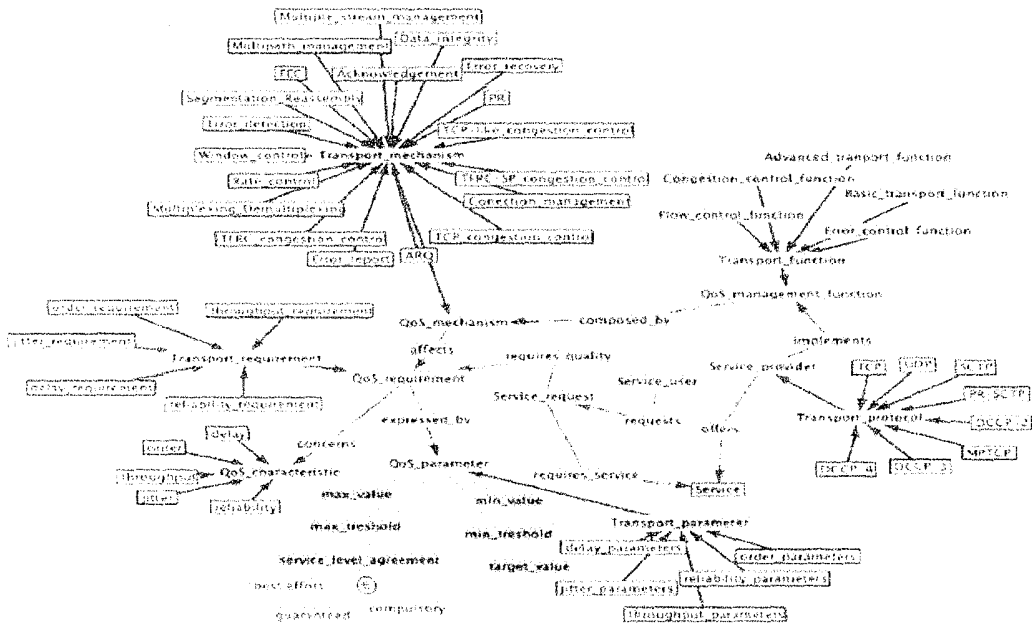 Multiple_stream_management
Data_integrity
Multipath_management
Error_recovery
FEC
Acknowledgement
Segmentation_Reassembly
PR
Error_detection
TCP-like_congestion_control
Window_control
Transport_mechanism
Advanced_tranport_function
Rate_control
TFRC_SP_congestion_control
Congestion_control_function
Conection_management
Basic_transport_function
Multiplexing_Demultiplexing
Flow_control_function
TFRC_congestion_control
TCP_congestion_control
Error_control_function
Error_report
ARQ
Transport_function
QoS_management_function
order_requirement
throughput_requirement
QoS_mechanism
composed_by
jitter_requirement
affects
implements
Transport_requirement
requires_quality
Service_provider
TCP
UDP
SCTP
delay_requirement
QoS_requirement
Service_user
PR_SCTP
reliability_requirement
Service_request
Transport_protocol
expressed_by
requests
offers
DCCP_2
delay
order
concerns
MPTCP
throughput
QoS_characteristic
QoS_parameter
requires_Service
DCCP_4
DCCP_3
jitter
max_value
min_value
Service
reliability
max_treshold
min_treshold
Transport_parameter
service_level_agreement
target_value
delay_parameters
order_parameters
best effort
jitter_parameters
reliability_parameters
compulsory
throughput_parameters